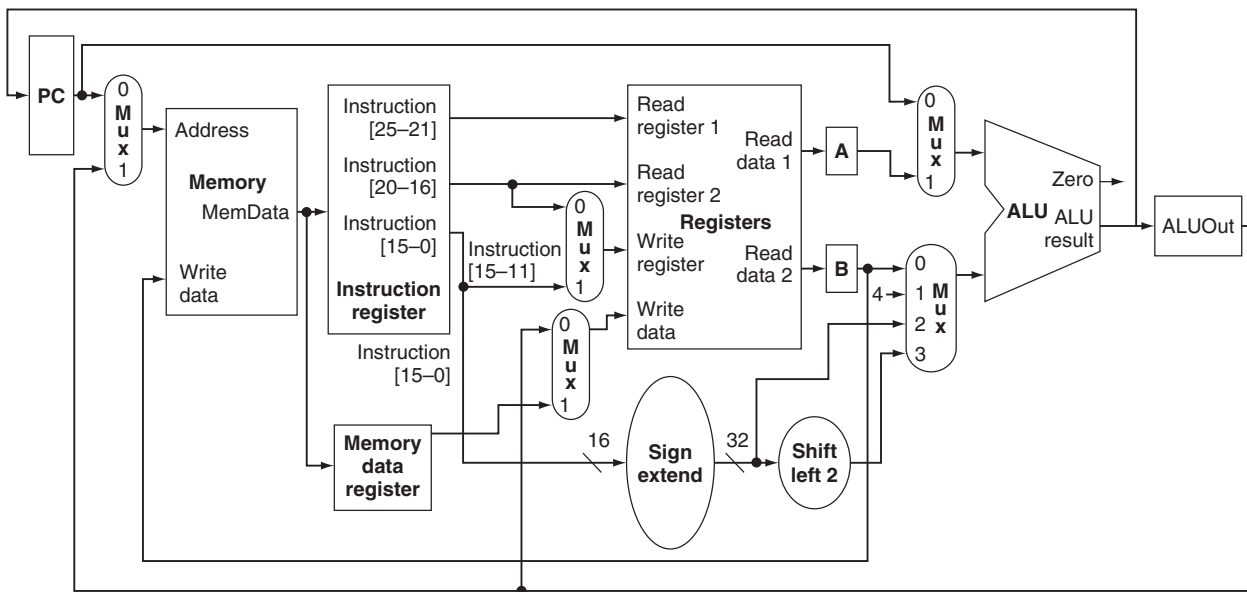 PC
0
M
u
x
1
Address
Memory
MemData
Write
data
Instruction
[25–21]
Instruction
[20–16]
Instruction
[15–0]
Instruction
register
Instruction
[15–11]
Instruction
[15–0]
Memory
data
register
0
M
u
x
1
0
M
u
x
1
Read
register 1
Read
register 2
Registers
Write
register
Write
data
Read
data 1
Read
data 2
16
Sign
extend
32
Shift
left 2
A
B
4
0
M
u
x
1
0
1
2
3
M
u
x
Zero
ALU
ALU
result
ALUOut